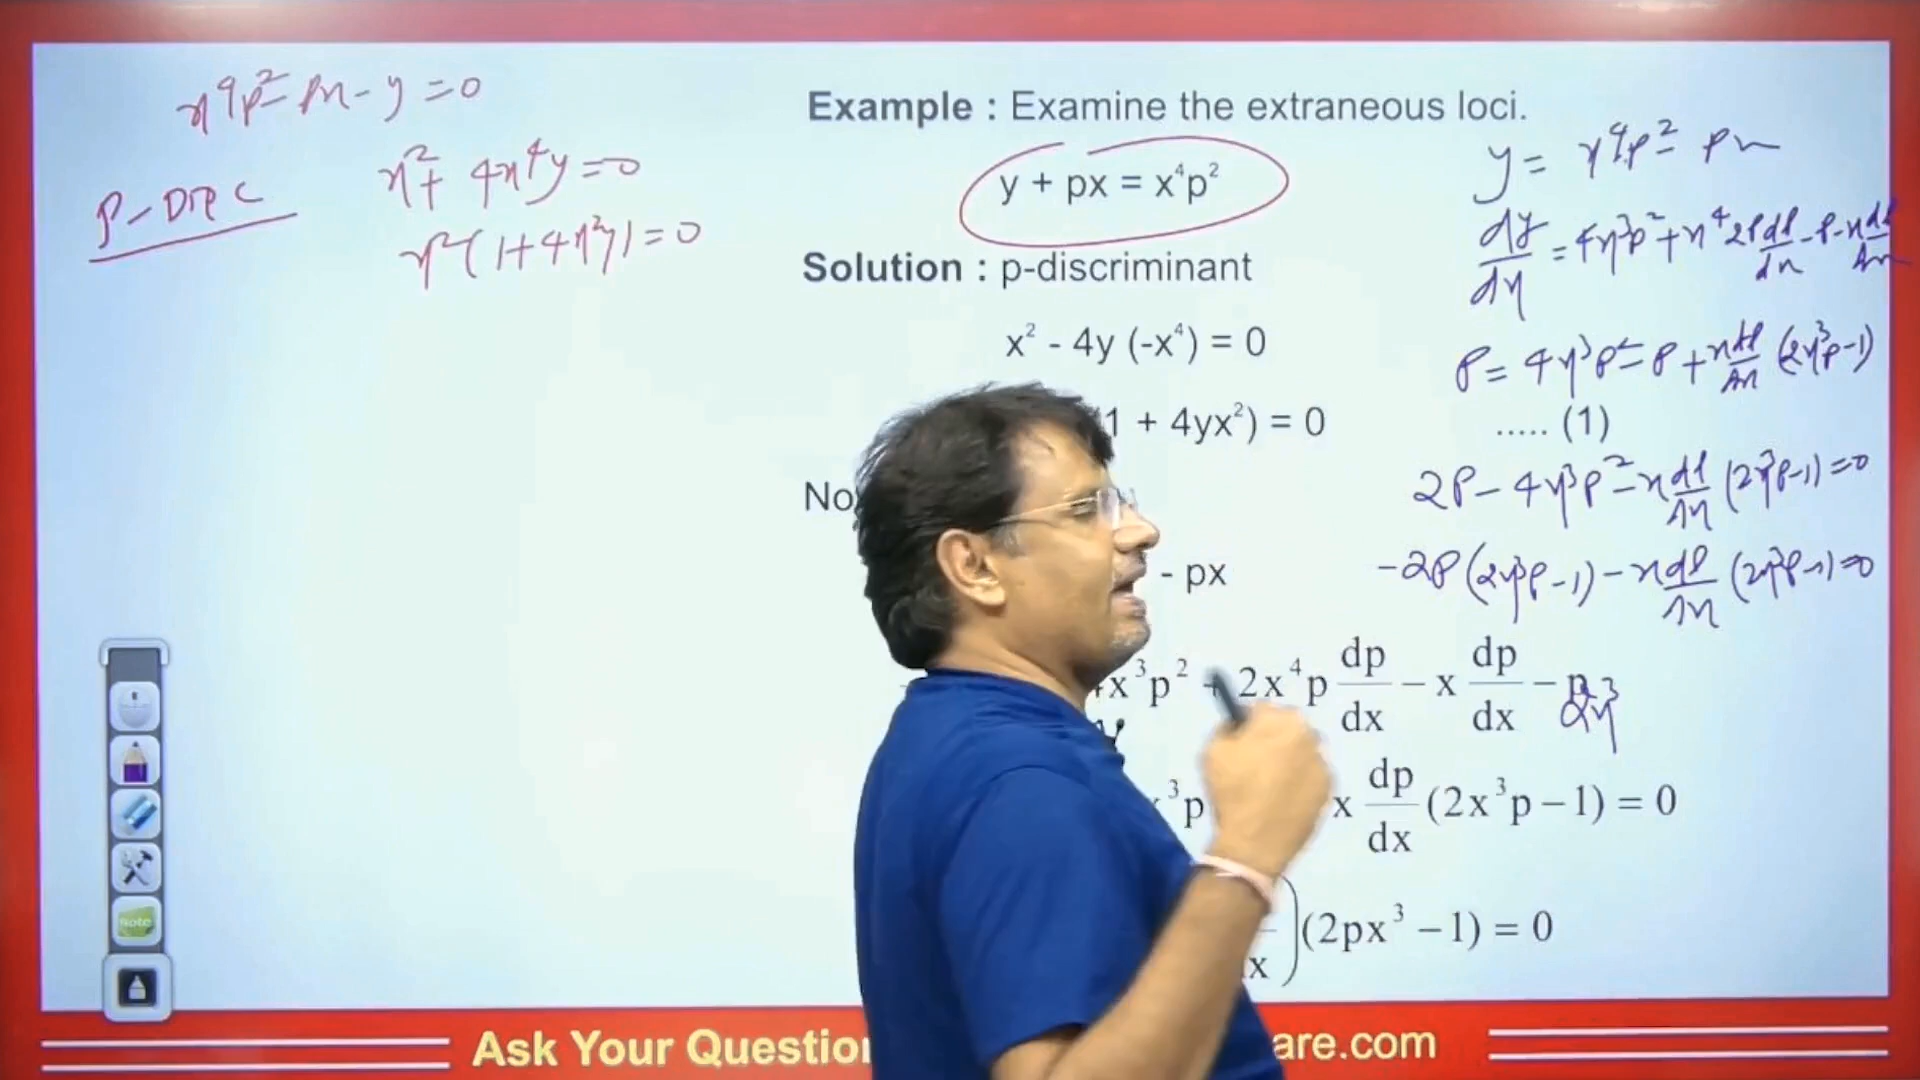 x⁴p² - px - y = 0
x² + 4x⁴y = 0
P-Disc
x²(1+4x²y) = 0
Example : Examine the extraneous loci.
y + px = x⁴p²
Solution : p-discriminant
x² - 4y (-x⁴) = 0
1 + 4yx²) = 0
..... (1)
No
- px
x³p² + 2x⁴p dp/dx − x dp/dx −
³p x dp/dx (2x³p − 1) = 0
x)(2px³ − 1) = 0
y = x⁴p² - px
dy/dx = 4x³p² + x⁴ 2p dp/dx - p - x dp/dx
p = 4x³p² - p + x dp/dx (2x³p-1)
2p - 4x³p² - x dp/dx (2x³p-1) = 0
-2p (2x³p-1) - x dp/dx (2x³p-1) = 0
2x³
Note
Ask Your Question
are.com